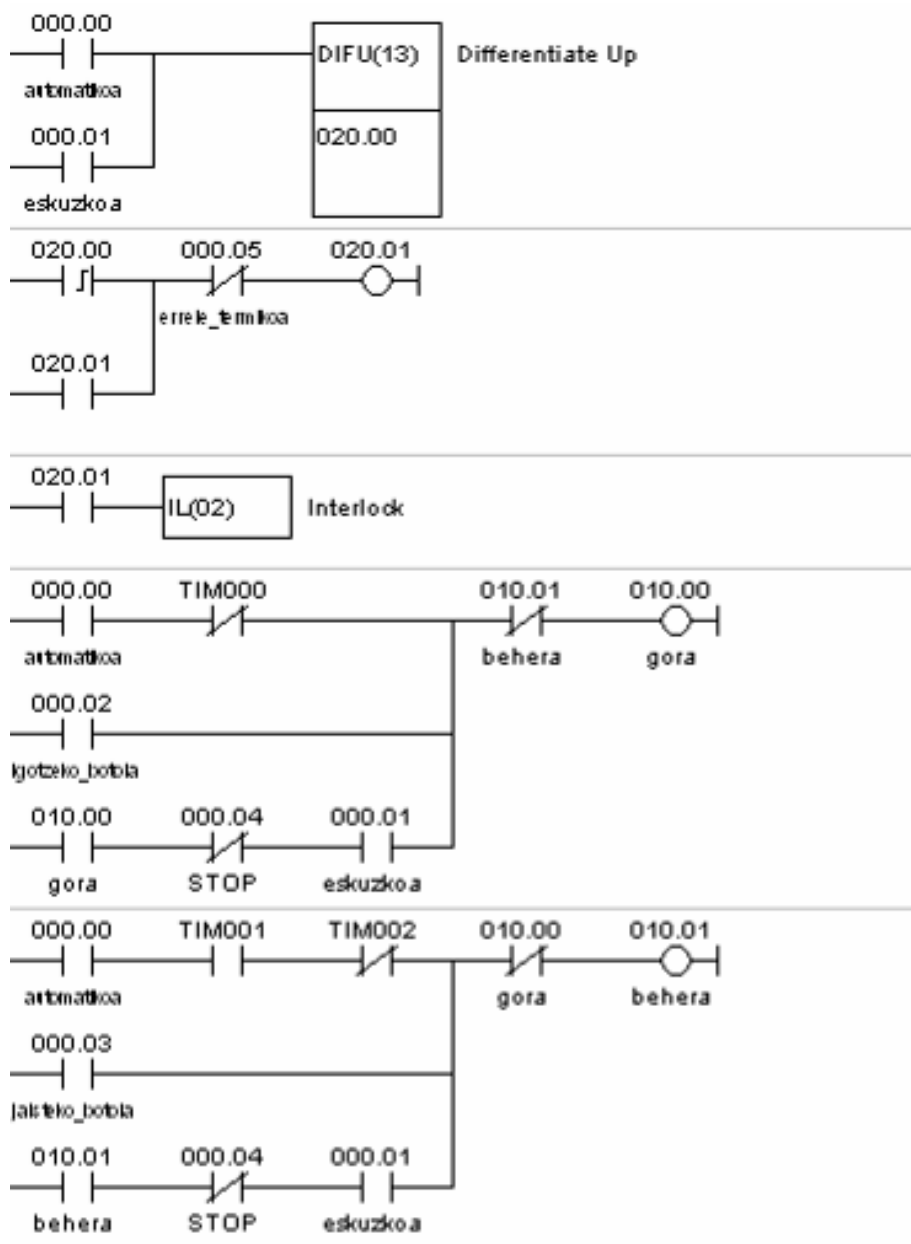 000.00
DIFU(13) Differentiate Up
automatikoa
000.01
020.00
eskuzkoa
020.00 000.05 020.01
errele_termikoa
020.01
020.01
IL(02) Interlock
000.00 TIM000 010.01 010.00
automatikoa behera gora
000.02
igotzeko_botoia
010.00 000.04 000.01
gora STOP eskuzkoa
000.00 TIM001 TIM002 010.00 010.01
automatikoa gora behera
000.03
jaisteko_botoia
010.01 000.04 000.01
behera STOP eskuzkoa